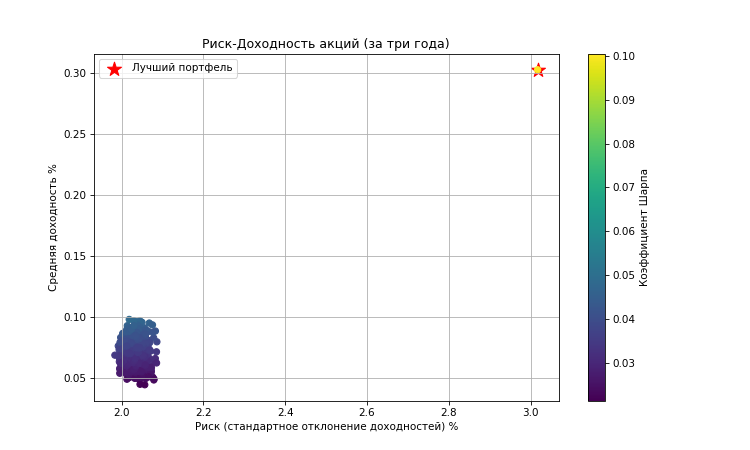 Риск-Доходность акций (за три года)
Лучший портфель
0.30
0.25
0.20
0.15
0.10
0.05
Средняя доходность %
2.0 2.2 2.4 2.6 2.8 3.0
Риск (стандартное отклонение доходностей) %
0.10
0.09
0.08
0.07
0.06
0.05
0.04
0.03
Коэффициент Шарпа